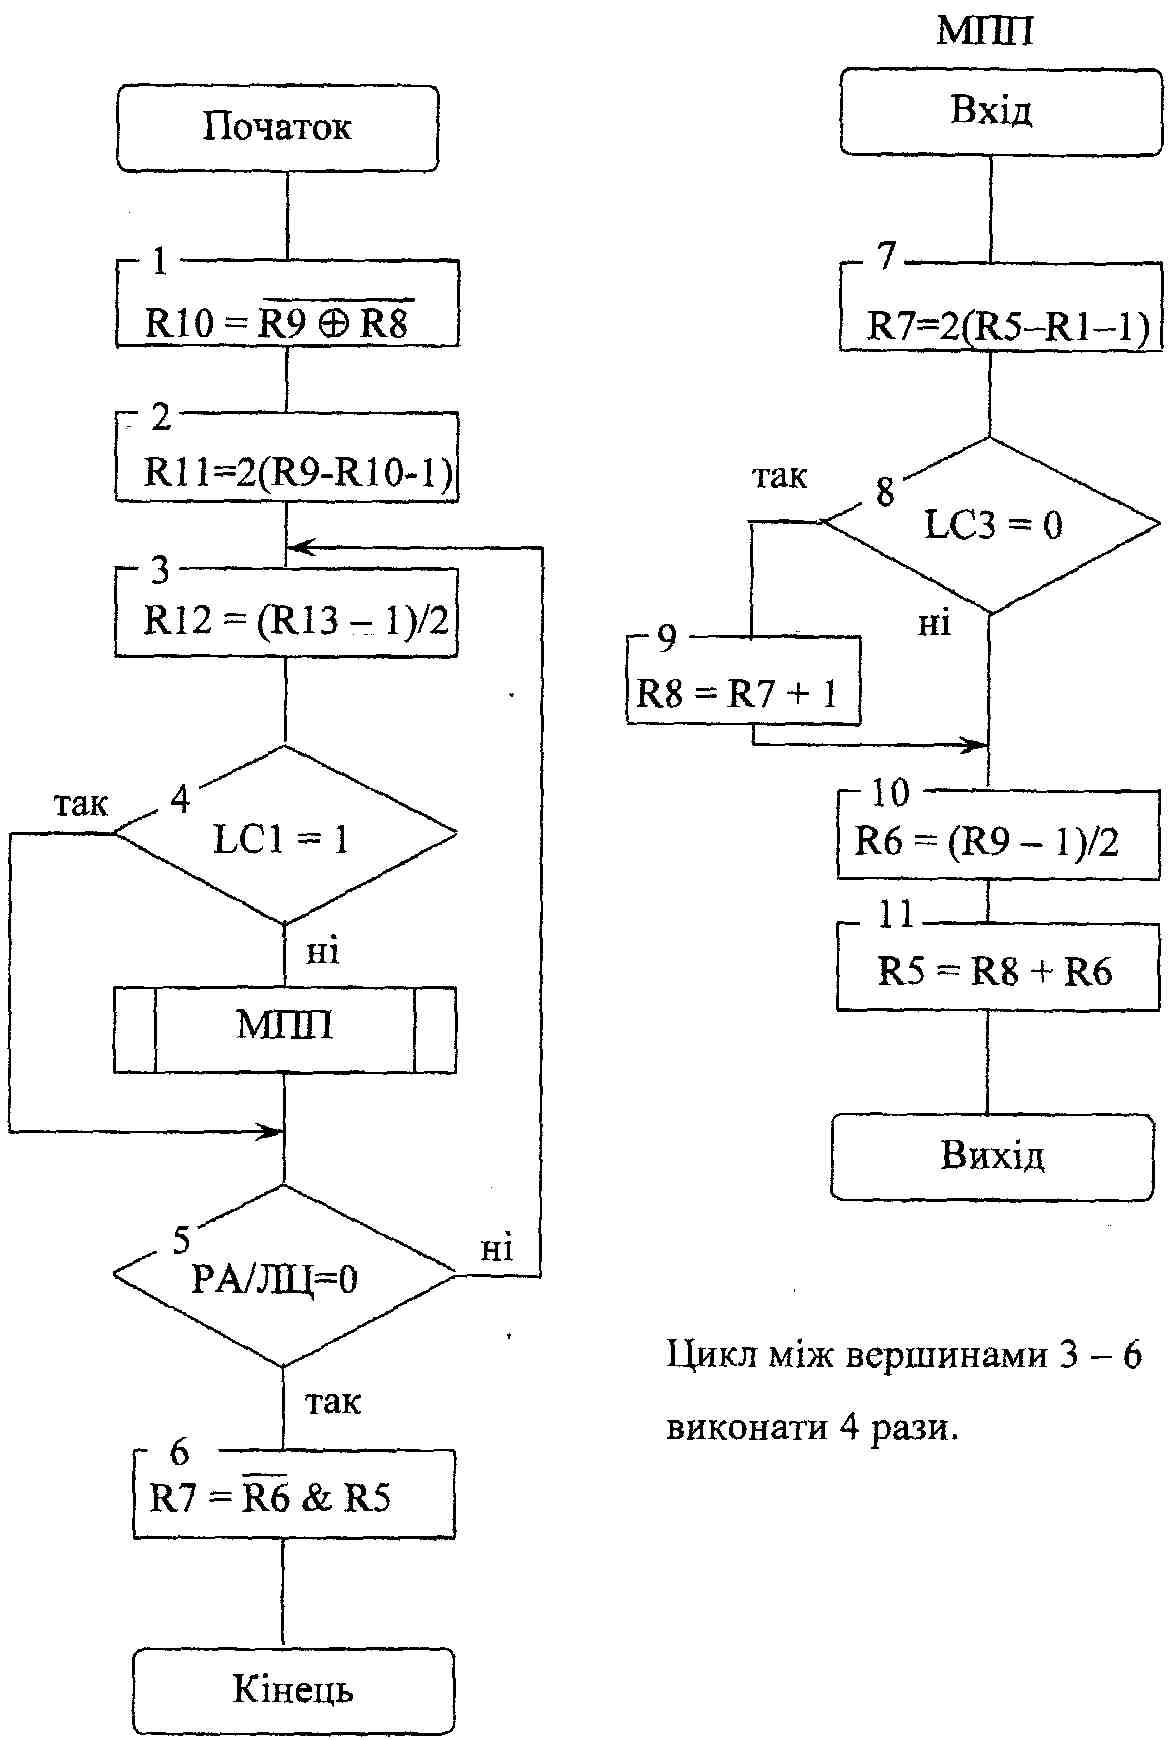 Початок
1
R10 = \overline{R9 ⊕ R8}
2
R11=2(R9-R10-1)
3
R12 = (R13 – 1)/2
4
так
LC1 = 1
ні
МПП
5
ні
РА/ЛЦ=0
так
6
R7 = \overline{R6} & R5
Кінець
МПП
Вхід
7
R7=2(R5–R1–1)
так
8
LC3 = 0
ні
9
R8 = R7 + 1
10
R6 = (R9 – 1)/2
11
R5 = R8 + R6
Вихід
Цикл між вершинами 3 – 6
виконати 4 рази.